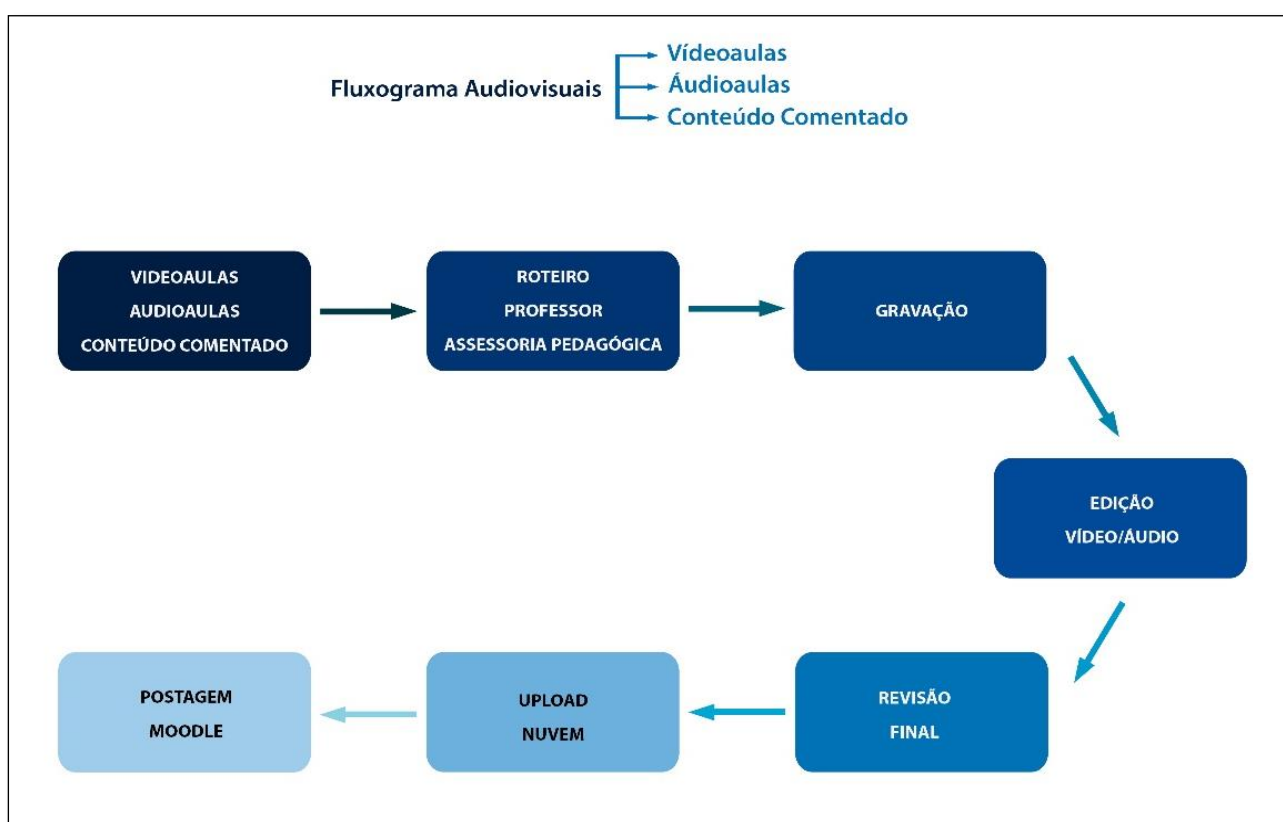 Fluxograma Audiovisuais
Vídeoaulas
Áudioaulas
Conteúdo Comentado
VIDEOAULAS
AUDIOAULAS
CONTEÚDO COMENTADO
ROTEIRO
PROFESSOR
ASSESSORIA PEDAGÓGICA
GRAVAÇÃO
EDIÇÃO
VÍDEO/ÁUDIO
REVISÃO
FINAL
UPLOAD
NUVEM
POSTAGEM
MOODLE